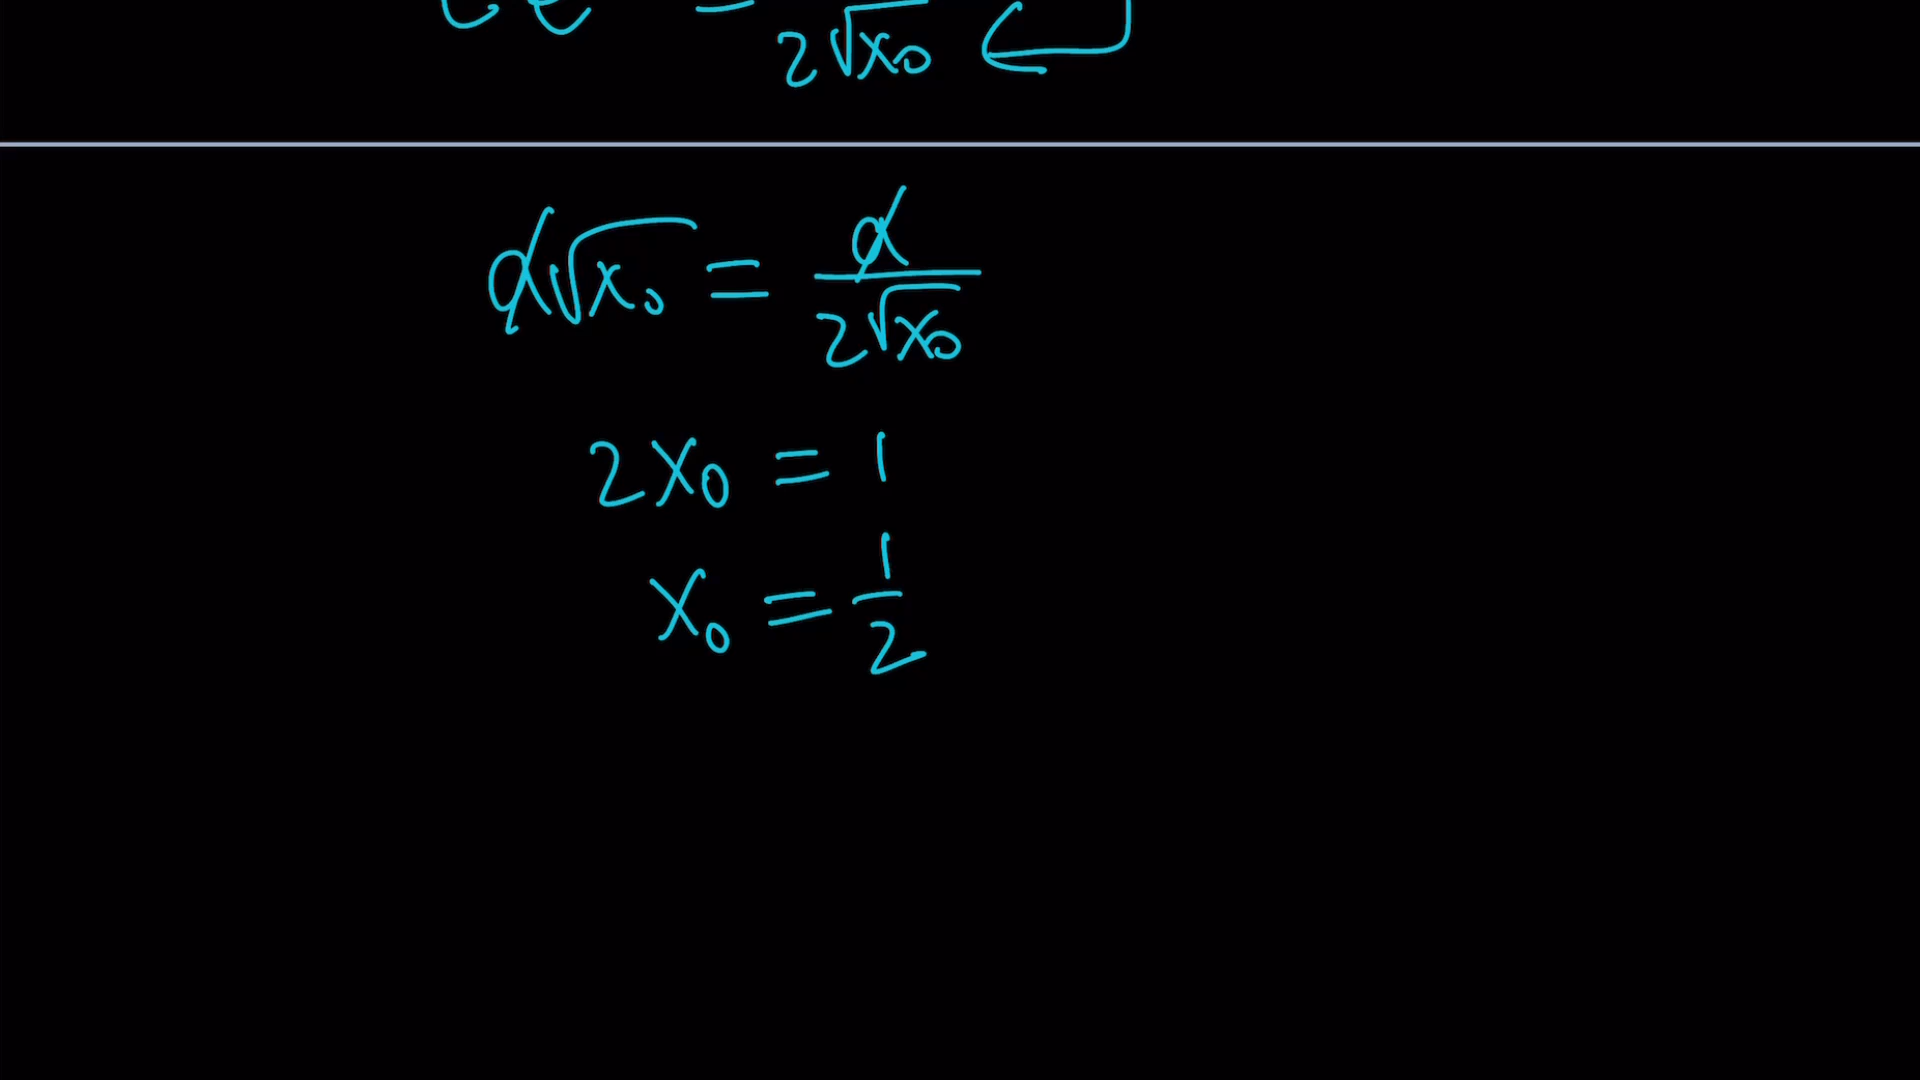 = 2√x0
α√x0 = α / 2√x0
2x0 = 1
x0 = 1/2